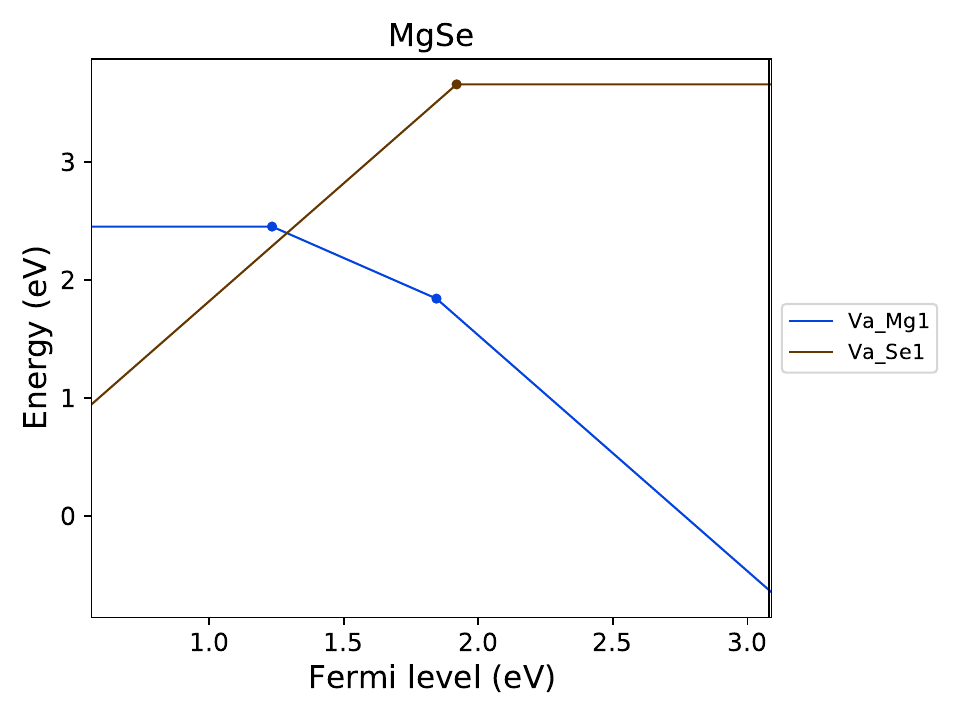 MgSe
Energy (eV)
3
2
1
0
1.0 1.5 2.0 2.5 3.0
Fermi level (eV)
Va_Mg1
Va_Se1